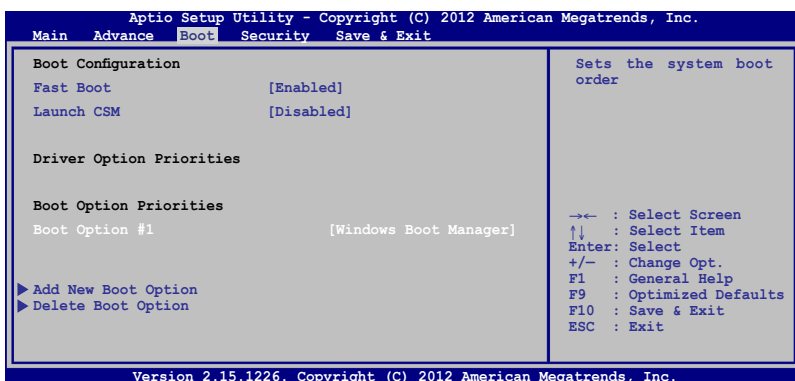 Aptio Setup Utility - Copyright (C) 2012 American Megatrends, Inc.
Main Advance Boot Security Save & Exit
Boot Configuration
Fast Boot [Enabled]
Launch CSM [Disabled]
Driver Option Priorities
Boot Option Priorities
Boot Option #1 [Windows Boot Manager]
Add New Boot Option
Delete Boot Option
Sets the system boot
order
→← : Select Screen
↑↓ : Select Item
Enter: Select
+/— : Change Opt.
F1 : General Help
F9 : Optimized Defaults
F10 : Save & Exit
ESC : Exit
Version 2.15.1226. Copyright (C) 2012 American Megatrends, Inc.